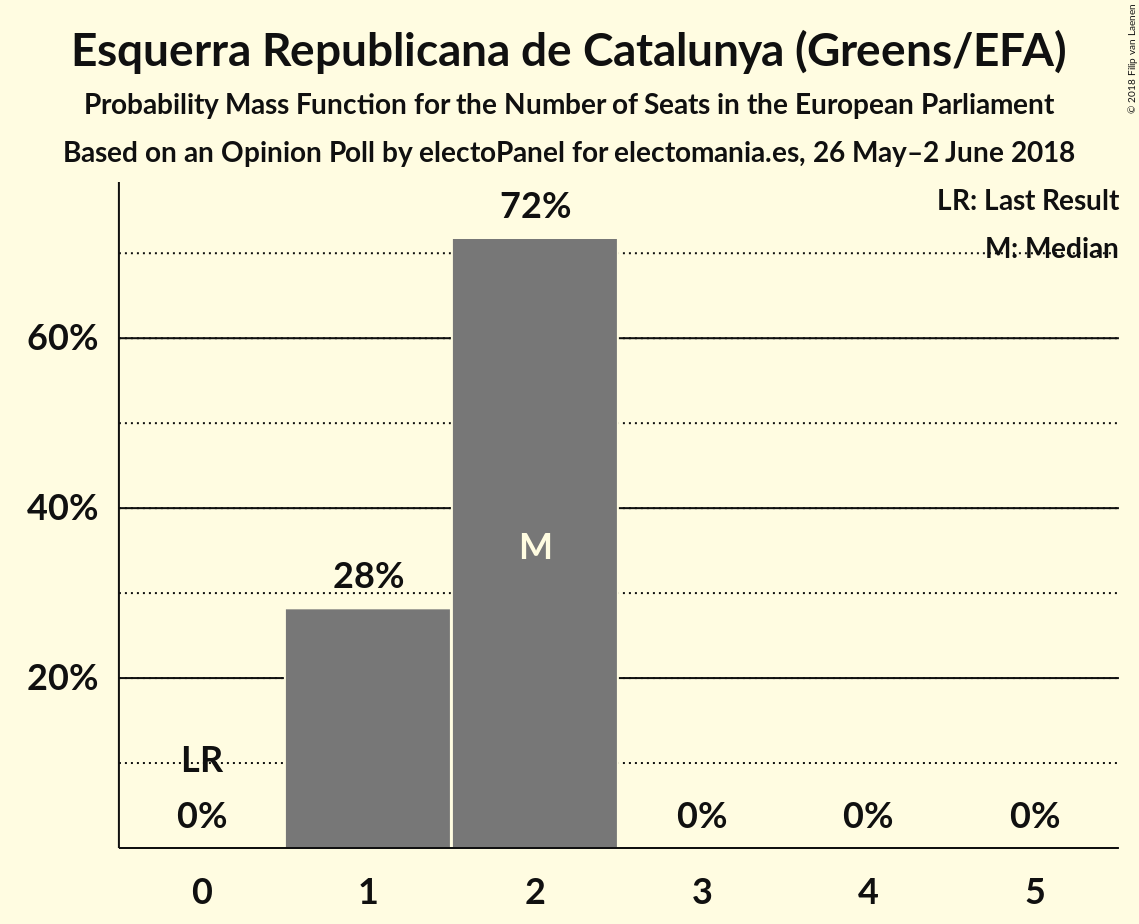 Esquerra Republicana de Catalunya (Greens/EFA)
Probability Mass Function for the Number of Seats in the European Parliament
Based on an Opinion Poll by electoPanel for electomania.es, 26 May–2 June 2018
© 2018 Filip van Laenen
LR: Last Result
M: Median
72%
60%
40%
M
28%
20%
LR
0%
0%
0%
0%
0 1 2 3 4 5